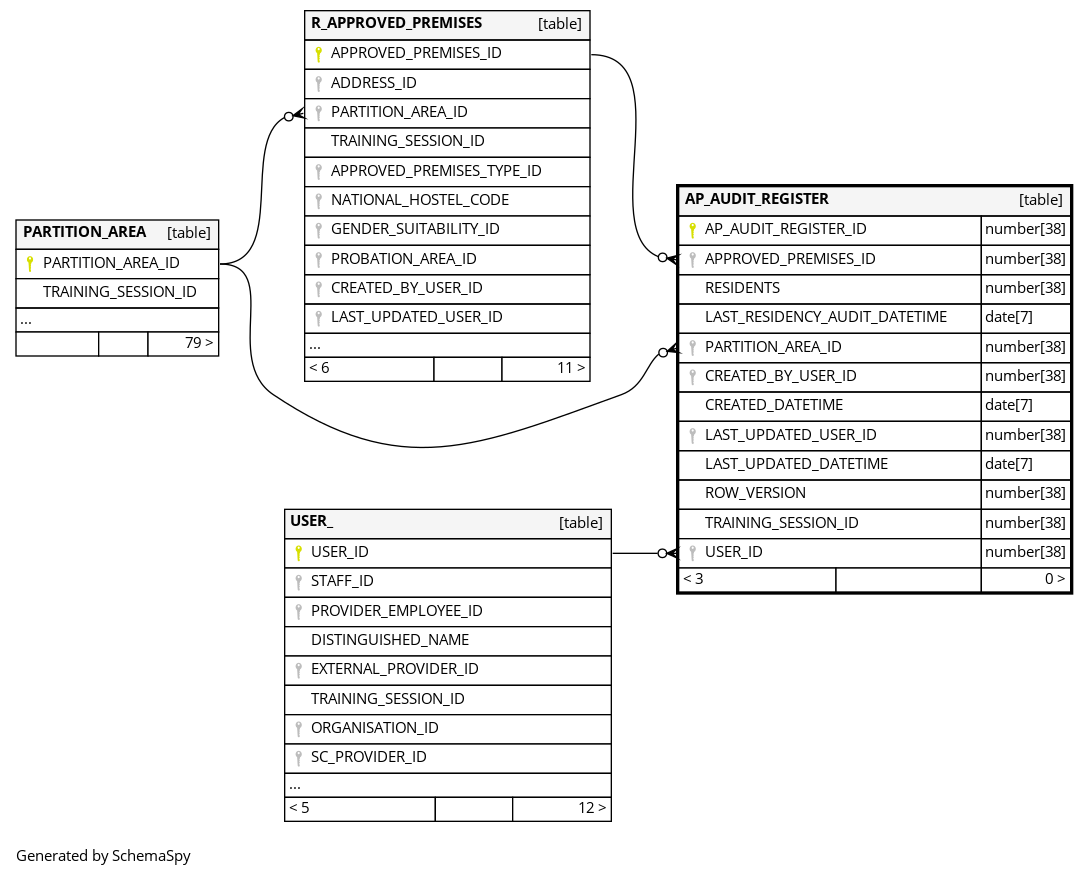 R_APPROVED_PREMISES [table]
APPROVED_PREMISES_ID
ADDRESS_ID
PARTITION_AREA_ID
TRAINING_SESSION_ID
APPROVED_PREMISES_TYPE_ID
NATIONAL_HOSTEL_CODE
GENDER_SUITABILITY_ID
PROBATION_AREA_ID
CREATED_BY_USER_ID
LAST_UPDATED_USER_ID
...
< 6 11 >
PARTITION_AREA [table]
PARTITION_AREA_ID
TRAINING_SESSION_ID
...
79 >
AP_AUDIT_REGISTER [table]
AP_AUDIT_REGISTER_ID number[38]
APPROVED_PREMISES_ID number[38]
RESIDENTS number[38]
LAST_RESIDENCY_AUDIT_DATETIME date[7]
PARTITION_AREA_ID number[38]
CREATED_BY_USER_ID number[38]
CREATED_DATETIME date[7]
LAST_UPDATED_USER_ID number[38]
LAST_UPDATED_DATETIME date[7]
ROW_VERSION number[38]
TRAINING_SESSION_ID number[38]
USER_ID number[38]
< 3 0 >
USER_ [table]
USER_ID
STAFF_ID
PROVIDER_EMPLOYEE_ID
DISTINGUISHED_NAME
EXTERNAL_PROVIDER_ID
TRAINING_SESSION_ID
ORGANISATION_ID
SC_PROVIDER_ID
...
< 5 12 >
Generated by SchemaSpy